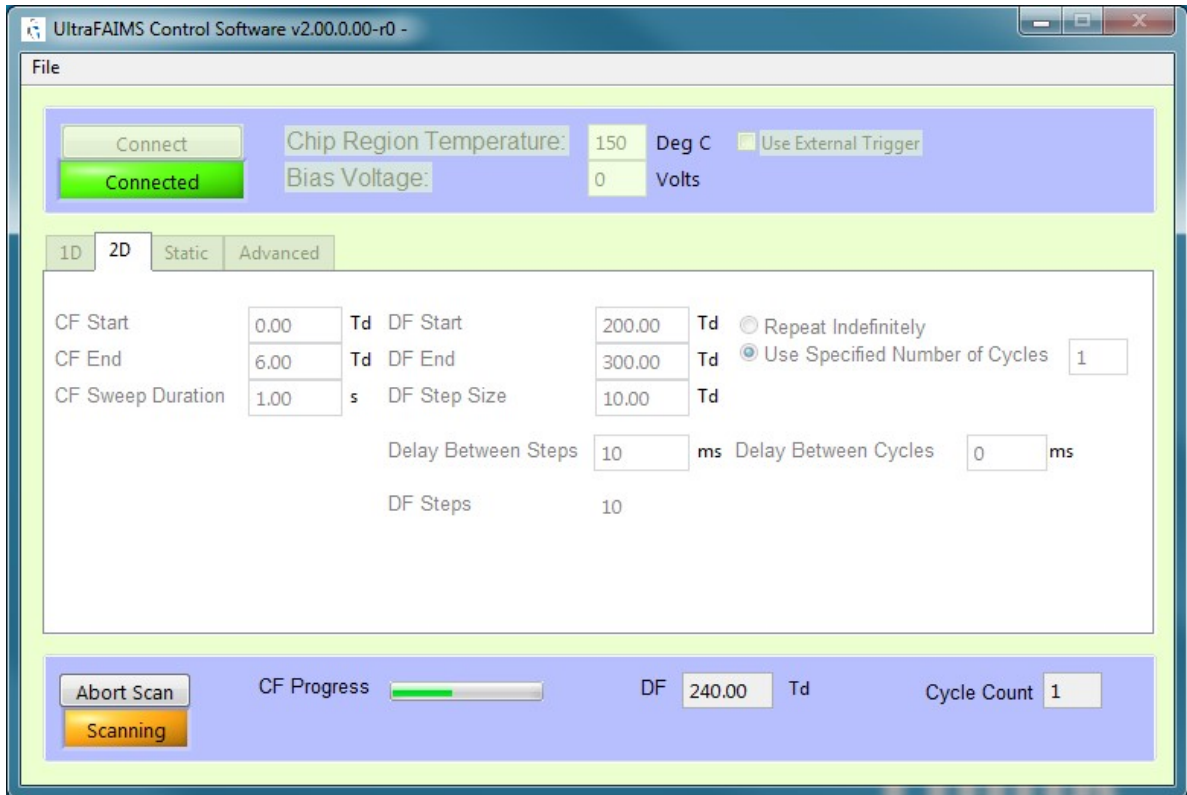 UltraFAIMS Control Software v2.00.0.00-r0 -
File
Connect
Chip Region Temperature: 150 Deg C Use External Trigger
Connected
Bias Voltage: 0 Volts
1D 2D Static Advanced
CF Start 0.00 Td DF Start 200.00 Td Repeat Indefinitely
CF End 6.00 Td DF End 300.00 Td Use Specified Number of Cycles 1
CF Sweep Duration 1.00 s DF Step Size 10.00 Td
Delay Between Steps 10 ms Delay Between Cycles 0 ms
DF Steps 10
Abort Scan CF Progress DF 240.00 Td Cycle Count 1
Scanning